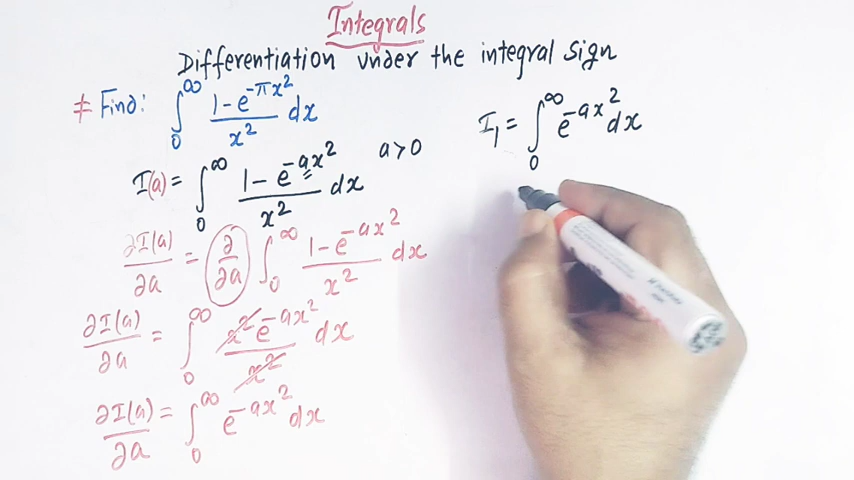 Integrals
Differentiation under the integral sign
≠ Find: ∫₀^∞ (1 - e^{-πx²})/x² dx
I(a) = ∫₀^∞ (1 - e^{-ax²})/x² dx   a > 0
∂I(a)/∂a = ∂/∂a ∫₀^∞ (1 - e^{-ax²})/x² dx
∂I(a)/∂a = ∫₀^∞ (x² e^{-ax²})/x² dx
∂I(a)/∂a = ∫₀^∞ e^{-ax²} dx
I₁ = ∫₀^∞ e^{-ax²} dx